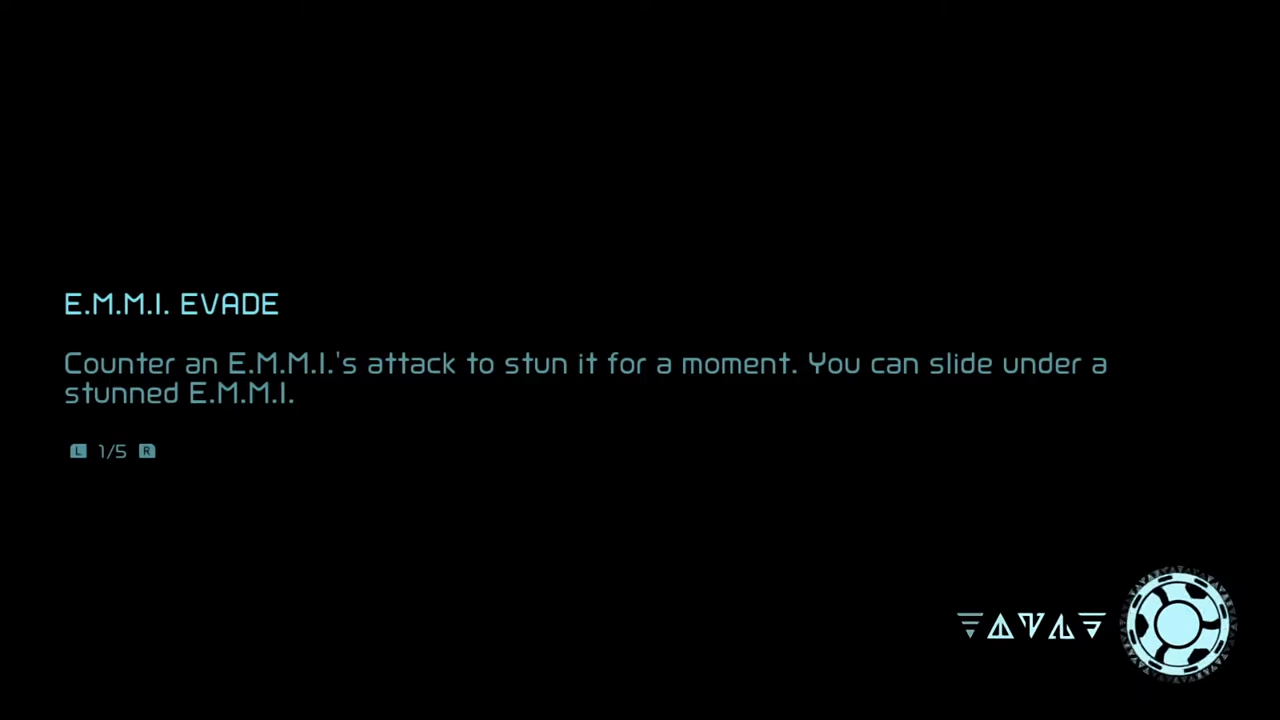 E.M.M.I. EVADE
Counter an E.M.M.I.'s attack to stun it for a moment. You can slide under a
stunned E.M.M.I.
L 1/5 R